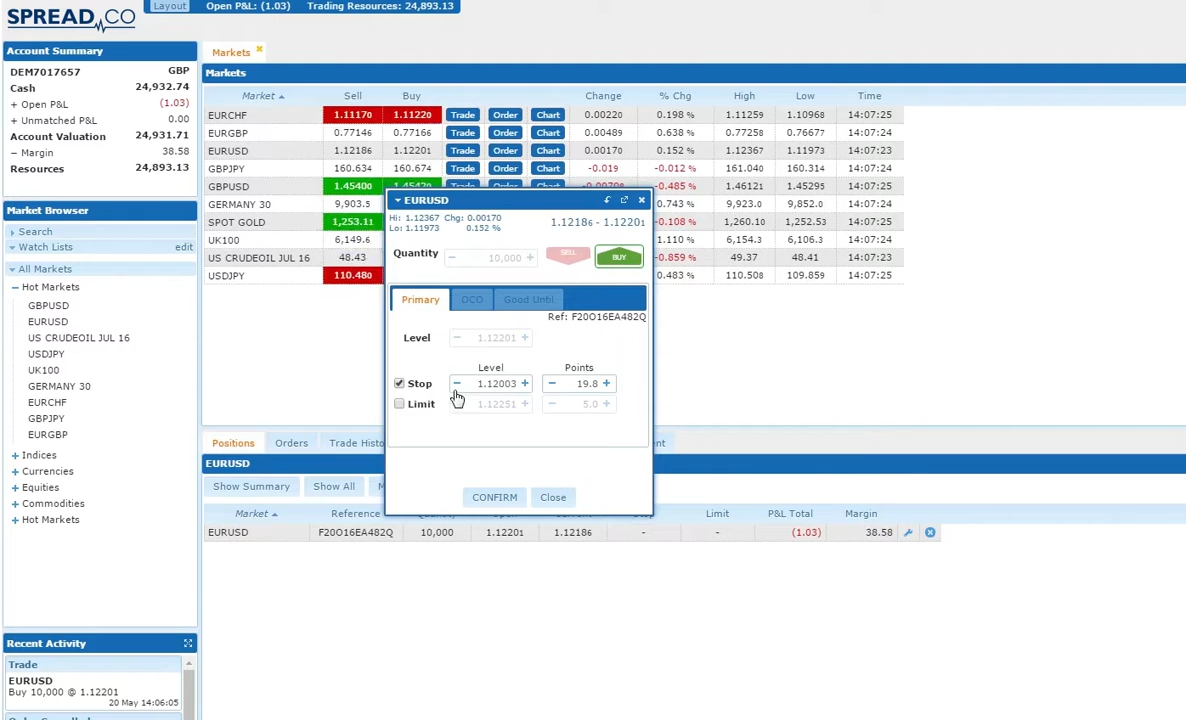 SPREAD CO
Layout Open P&L: (1.03) Trading Resources: 24,893.13
Account Summary
DEM7017657 GBP
Cash 24,932.74
+ Open P&L (1.03)
+ Unmatched P&L 0.00
Account Valuation 24,931.71
− Margin 38.58
Resources 24,893.13
Market Browser
Search
Watch Lists edit
All Markets
Hot Markets
GBPUSD
EURUSD
US CRUDEOIL JUL 16
USDJPY
UK100
GERMANY 30
EURCHF
GBPJPY
EURGBP
Indices
Currencies
Equities
Commodities
Hot Markets
Recent Activity
Trade
EURUSD
Buy 10,000 @ 1.12201
20 May 14:06:05
Markets
Markets
Market Sell Buy Change % Chg High Low Time
EURCHF 1.11170 1.11220 Trade Order Chart 0.00220 0.198 % 1.11259 1.10968 14:07:25
EURGBP 0.77146 0.77166 Trade Order Chart 0.00489 0.638 % 0.77258 0.76677 14:07:23
EURUSD 1.12186 1.12201 Trade Order Chart 0.00170 0.152 % 1.12367 1.11973 14:07:25
GBPJPY 160.634 160.674 Trade Order Chart -0.019 -0.012 % 161.040 160.314 14:07:24
GBPUSD 1.45400 -0.485 % 1.46121 1.45295 14:07:24
GERMANY 30 9,903.5 0.743 % 9,923.0 9,852.0 14:07:24
SPOT GOLD 1,253.11 -0.108 % 1,260.10 1,252.53 14:07:25
UK100 6,149.6 1.110 % 6,154.3 6,106.3 14:07:24
US CRUDEOIL JUL 16 48.43 -0.859 % 49.37 48.41 14:07:25
USDJPY 110.480 0.483 % 110.508 109.859 14:07:25
EURUSD
Hi: 1.12367 Chg: 0.00170
Lo: 1.11973 0.152 %
1.12186 - 1.12201
Quantity 10,000 SELL BUY
Primary OCO Good Until
Ref: F20O16EA482Q
Level 1.12201
Level Points
Stop 1.12003 19.8
Limit 1.12251 5.0
CONFIRM Close
Positions Orders Trade Histo
EURUSD
Show Summary Show All
Market Reference Open Limit P&L Total Margin
EURUSD F20O16EA482Q 10,000 1.12201 1.12186 - - (1.03) 38.58